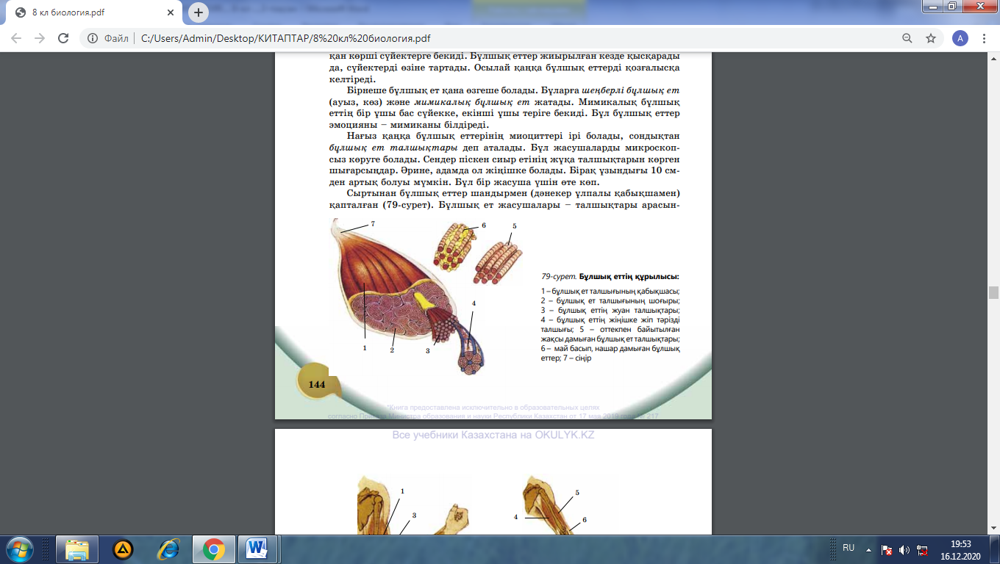 8 кл биология.pdf
Файл
C:/Users/Admin/Desktop/КИТАПТАР/8%20кл%20биология.pdf
A
қан көрші сүйектерге бекиді. Бұлшық еттер жиырылған кезде қысқарады
да, сүйектерді өзіне тартады. Осылай қаңқа бұлшық еттерді қозғалысқа
келтіреді.
Бірнеше бұлшық ет қана өзгеше болады. Бұларға шеңберлі бұлшық ет
(ауыз, көз) және мимикалық бұлшық ет жатады. Мимикалық бұлшық
еттің бір ұшы бас сүйекке, екінші ұшы теріге бекиді. Бұл бұлшық еттер
эмоцияны – мимиканы білдіреді.
Нағыз қаңқа бұлшық еттерінің миоциттері ірі болады, сондықтан
бұлшық ет талшықтары деп аталады. Бұл жасушаларды микроскоп-
сыз көруге болады. Сендер піскен сиыр етінің жұқа талшықтарын көрген
шығарсыңдар. Әрине, адамда ол жіңішке болады. Бірақ ұзындығы 10 см-
ден артық болуы мүмкін. Бұл бір жасуша үшін өте көп.
Сыртынан бұлшық еттер шандырмен (дәнекер ұлпалы қабықшамен)
қапталған (79-сурет). Бұлшық ет жасушалары – талшықтары арасын-
7
6
5
4
1
2
3
79-сурет. Бұлшық еттің құрылысы:
1 – бұлшық ет талшығының қабықшасы;
2 – бұлшық ет талшығының шоғыры;
3 – бұлшық еттің жуан талшықтары;
4 – бұлшық еттің жіңішке жіп тәрізді
талшығы; 5 – оттекпен байытылған
жақсы дамыған бұлшық ет талшықтары;
6 – май басып, нашар дамыған бұлшық
еттер; 7 – сіңір
144
*Книга предоставлена исключительно в образовательных целях
согласно Приказа Министра образования и науки Республики Казахстан от 17 мая 2019 года № 217
Все учебники Казахстана на OKULYK.KZ
1
3
5
4
6
RU
19:53
16.12.2020